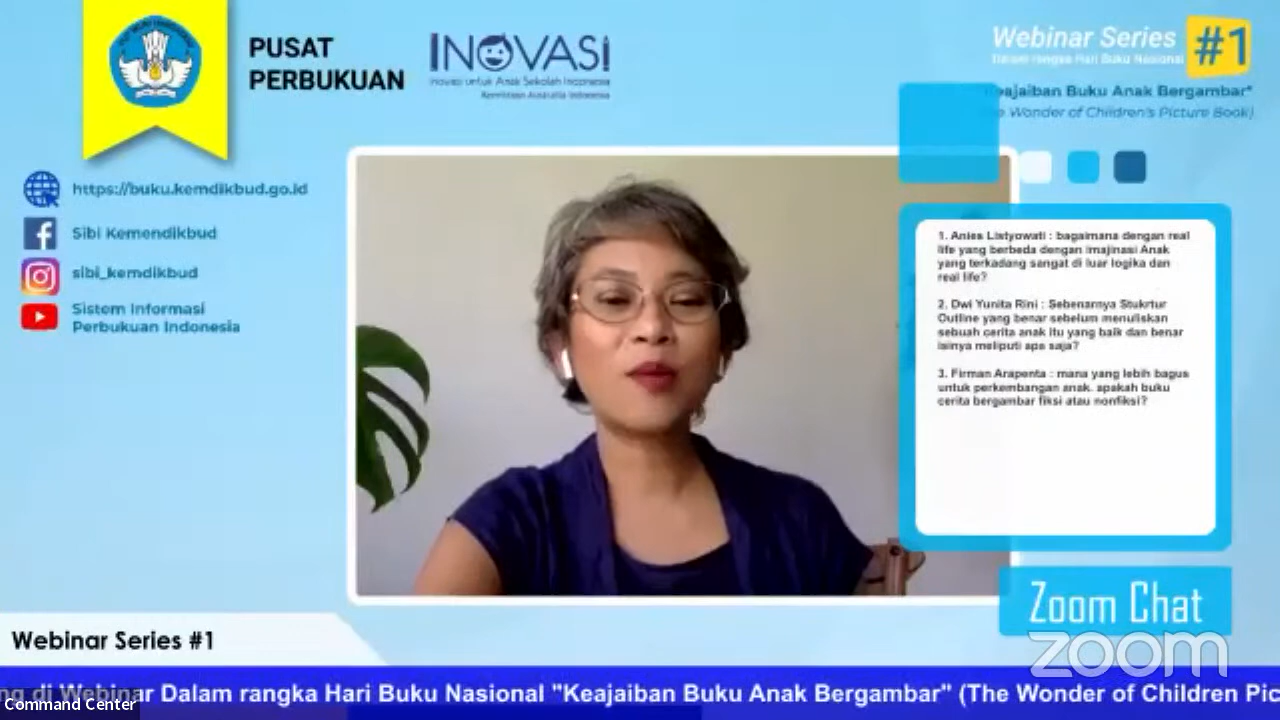 PUSAT
PERBUKUAN
INOVASI
Inovasi untuk Anak Sekolah Indonesia
Kemitraan Australia Indonesia
Webinar Series
Dalam rangka Hari Buku Nasional
#1
eajaiban Buku Anak Bergambar"
e Wonder of Children's Picture Book)
https://buku.kemdikbud.go.id
Sibi Kemendikbud
sibi_kemdikbud
Sistem Informasi
Perbukuan Indonesia
1. Anies Listyowati : bagaimana dengan real
life yang berbeda dengan imajinasi Anak
yang terkadang sangat di luar logika dan
real life?
2. Dwi Yunita Rini : Sebenarnya Stukrtur
Outline yang benar sebelum menuliskan
sebuah cerita anak itu yang baik dan benar
isinya meliputi apa saja?
3. Firman Arapenta : mana yang lebih bagus
untuk perkembangan anak. apakah buku
cerita bergambar fiksi atau nonfiksi?
Zoom Chat
zoom
Webinar Series #1
ng di Webinar Dalam rangka Hari Buku Nasional "Keajaiban Buku Anak Bergambar" (The Wonder of Children Pic
Command Center